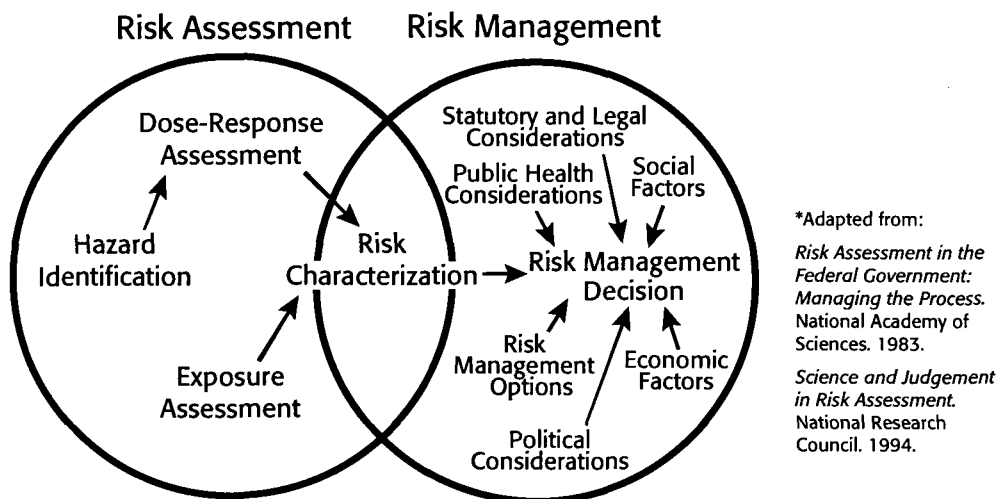 Risk Assessment
Risk Management
Dose-Response
Assessment
Hazard
Identification
Exposure
Assessment
Risk
Characterization
Statutory and Legal
Considerations
Public Health
Considerations
Social
Factors
Risk Management
Decision
Risk
Management
Options
Economic
Factors
Political
Considerations
*Adapted from:
Risk Assessment in the
Federal Government:
Managing the Process.
National Academy of
Sciences. 1983.
Science and Judgement
in Risk Assessment.
National Research
Council. 1994.